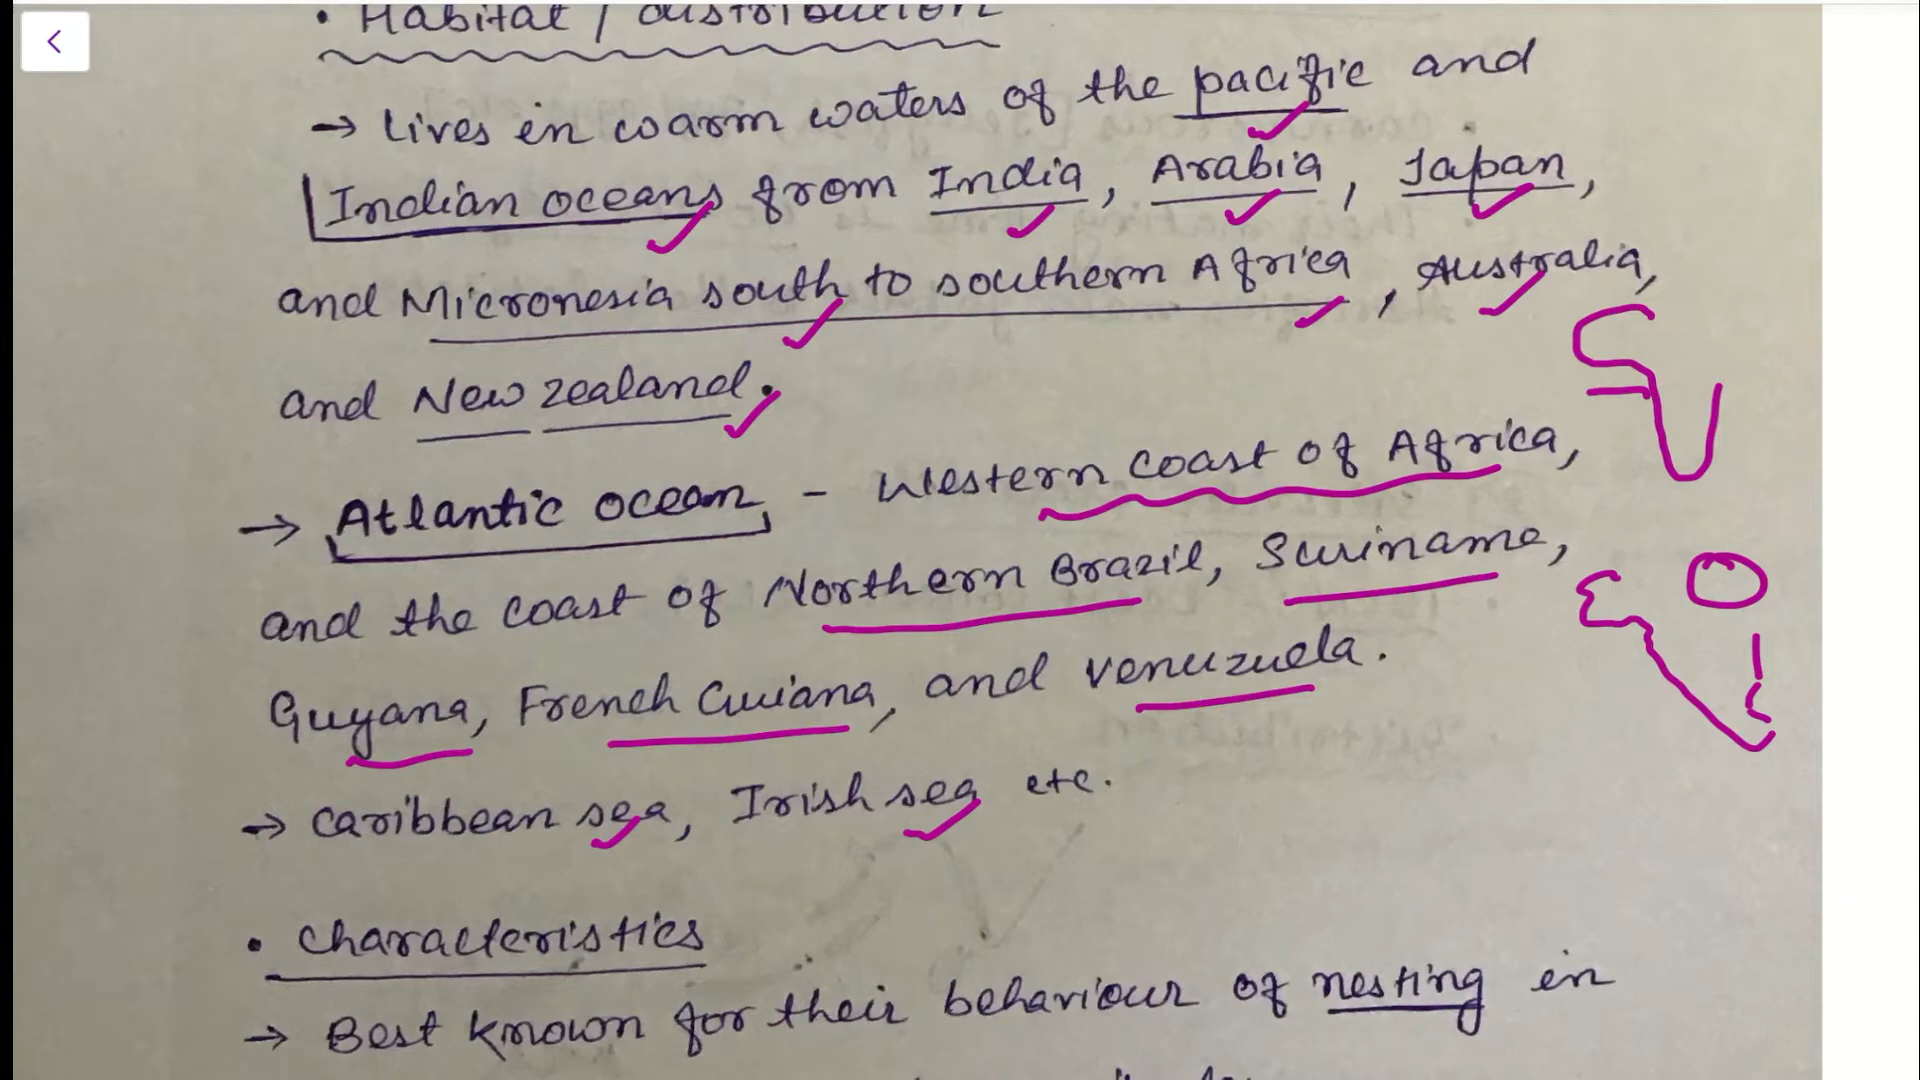 • Habitat / distribution
→ Lives in warm waters of the pacific and
Indian oceans from India, Arabia, Japan,
and Micronesia south to southern Africa, Australia,
and New zealand.
→ Atlantic ocean - Western coast of Africa,
and the coast of Northern Brazil, Suriname,
Guyana, French Guiana, and Venuzuela.
→ Caribbean sea, Irish sea etc.
• Characteristics
→ Best known for their behaviour of nesting in